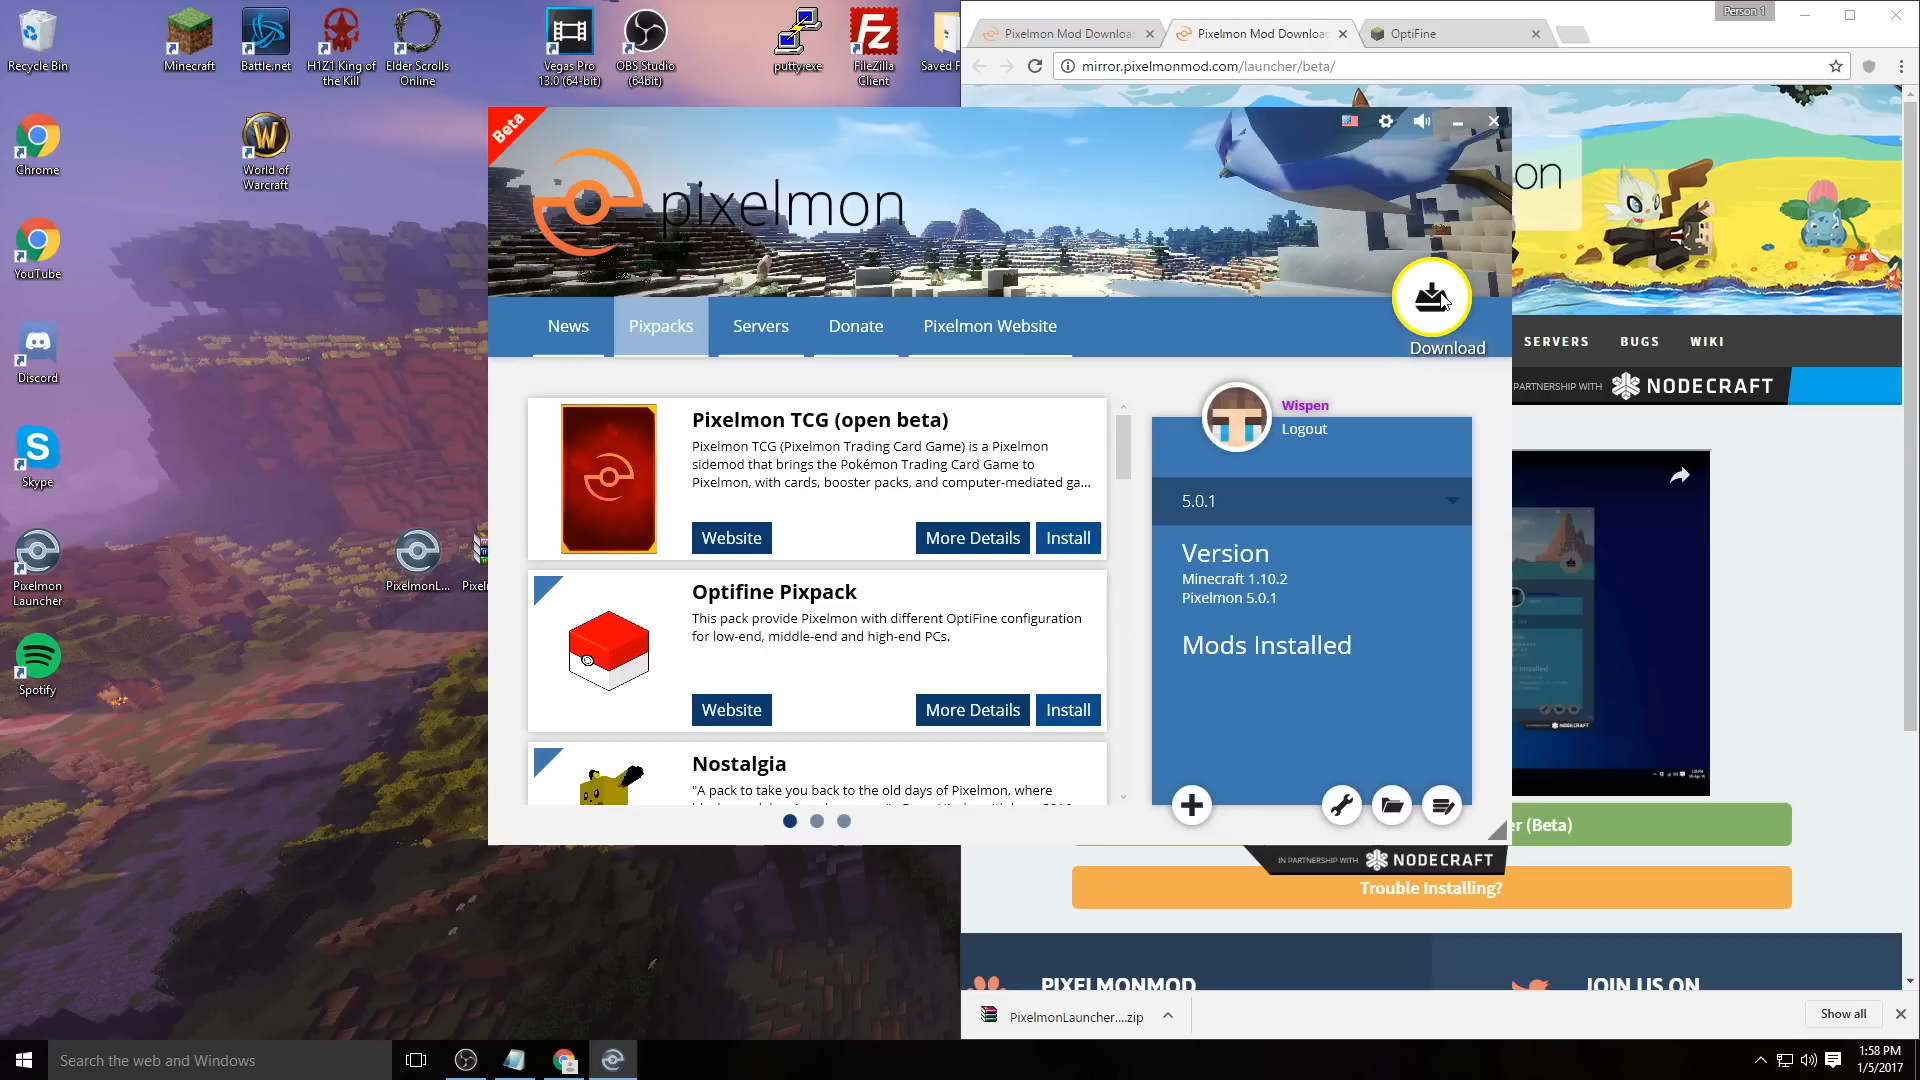 Recycle Bin
Minecraft
Battle.net
H1Z1 King of
the Kill
Elder Scrolls
Online
Vegas Pro
13.0 (64-bit)
OBS Studio
(64bit)
putty.exe
FileZilla
Client
Saved F
Chrome
World of
Warcraft
YouTube
Discord
Skype
Pixelmon
Launcher
PixelmonL...
Pixeln
Spotify
Person 1
Pixelmon Mod Downloac
Pixelmon Mod Downloac
OptiFine
mirror.pixelmonmod.com/launcher/beta/
on
SERVERS
BUGS
WIKI
PARTNERSHIP WITH
NODECRAFT
Beta
pixelmon
News
Pixpacks
Servers
Donate
Pixelmon Website
Download
Pixelmon TCG (open beta)
Pixelmon TCG (Pixelmon Trading Card Game) is a Pixelmon
sidemod that brings the Pokémon Trading Card Game to
Pixelmon, with cards, booster packs, and computer-mediated ga...
Website
More Details
Install
Optifine Pixpack
This pack provide Pixelmon with different OptiFine configuration
for low-end, middle-end and high-end PCs.
Website
More Details
Install
Nostalgia
"A pack to take you back to the old days of Pixelmon, where
Wispen
Logout
5.0.1
Version
Minecraft 1.10.2
Pixelmon 5.0.1
Mods Installed
IN PARTNERSHIP WITH
NODECRAFT
er (Beta)
Trouble Installing?
PIXELMONMOD
JOIN US ON
PixelmonLauncher....zip
Show all
Search the web and Windows
1:58 PM
1/5/2017